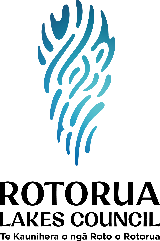 ROTORUA
LAKES COUNCIL
Te Kaunihera o ngā Roto o Rotorua